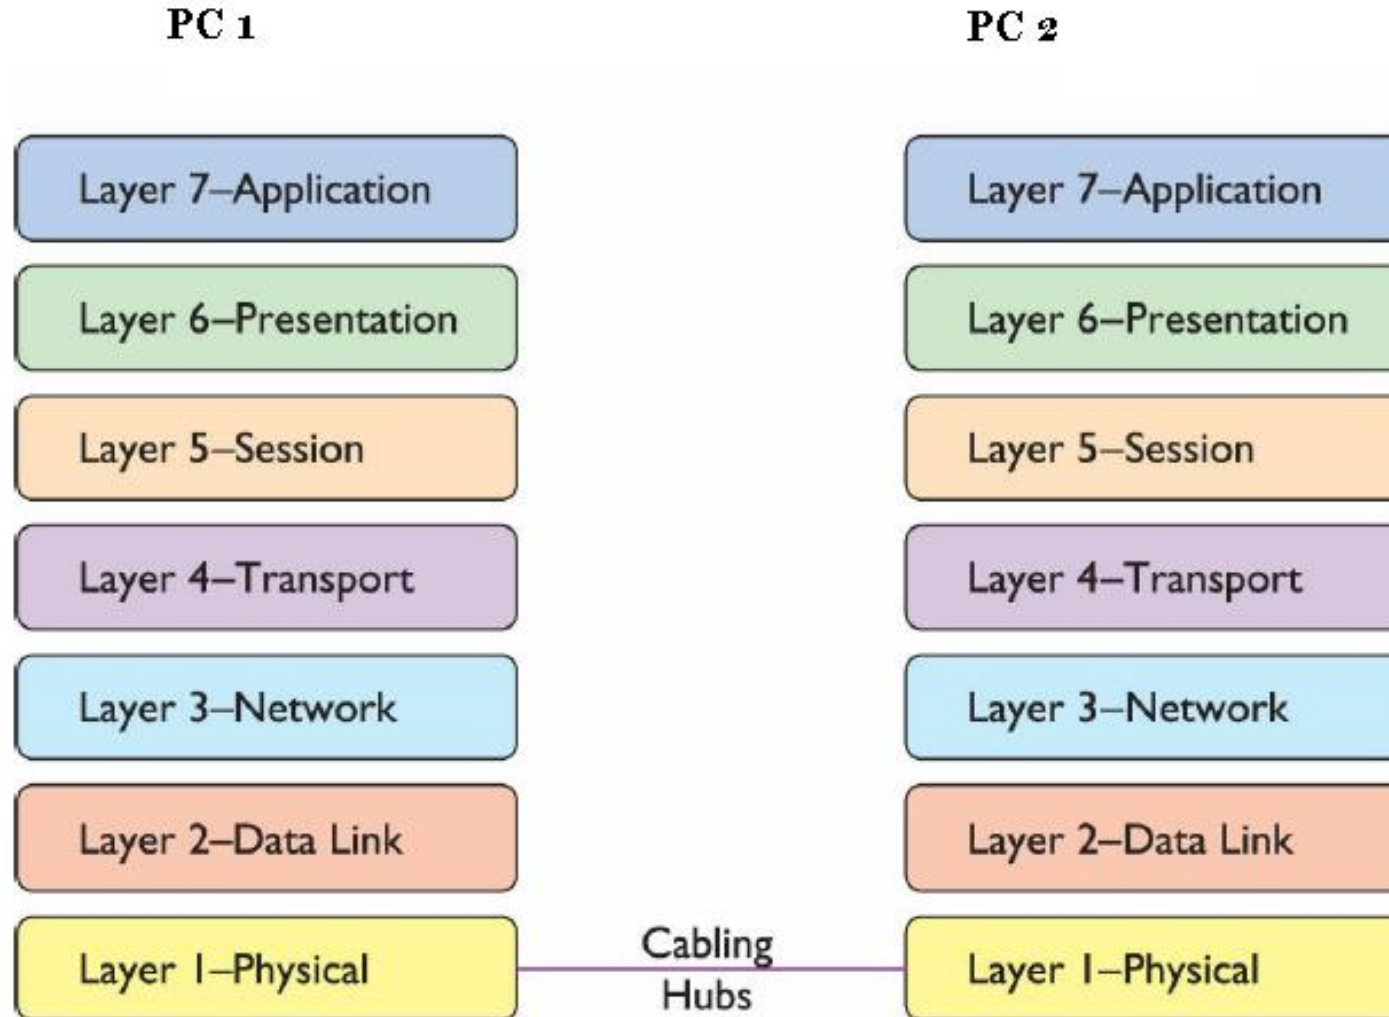 PC 1
PC 2
Layer 7–Application
Layer 7–Application
Layer 6–Presentation
Layer 6–Presentation
Layer 5–Session
Layer 5–Session
Layer 4–Transport
Layer 4–Transport
Layer 3–Network
Layer 3–Network
Layer 2–Data Link
Layer 2–Data Link
Layer 1–Physical
Cabling
Hubs
Layer 1–Physical